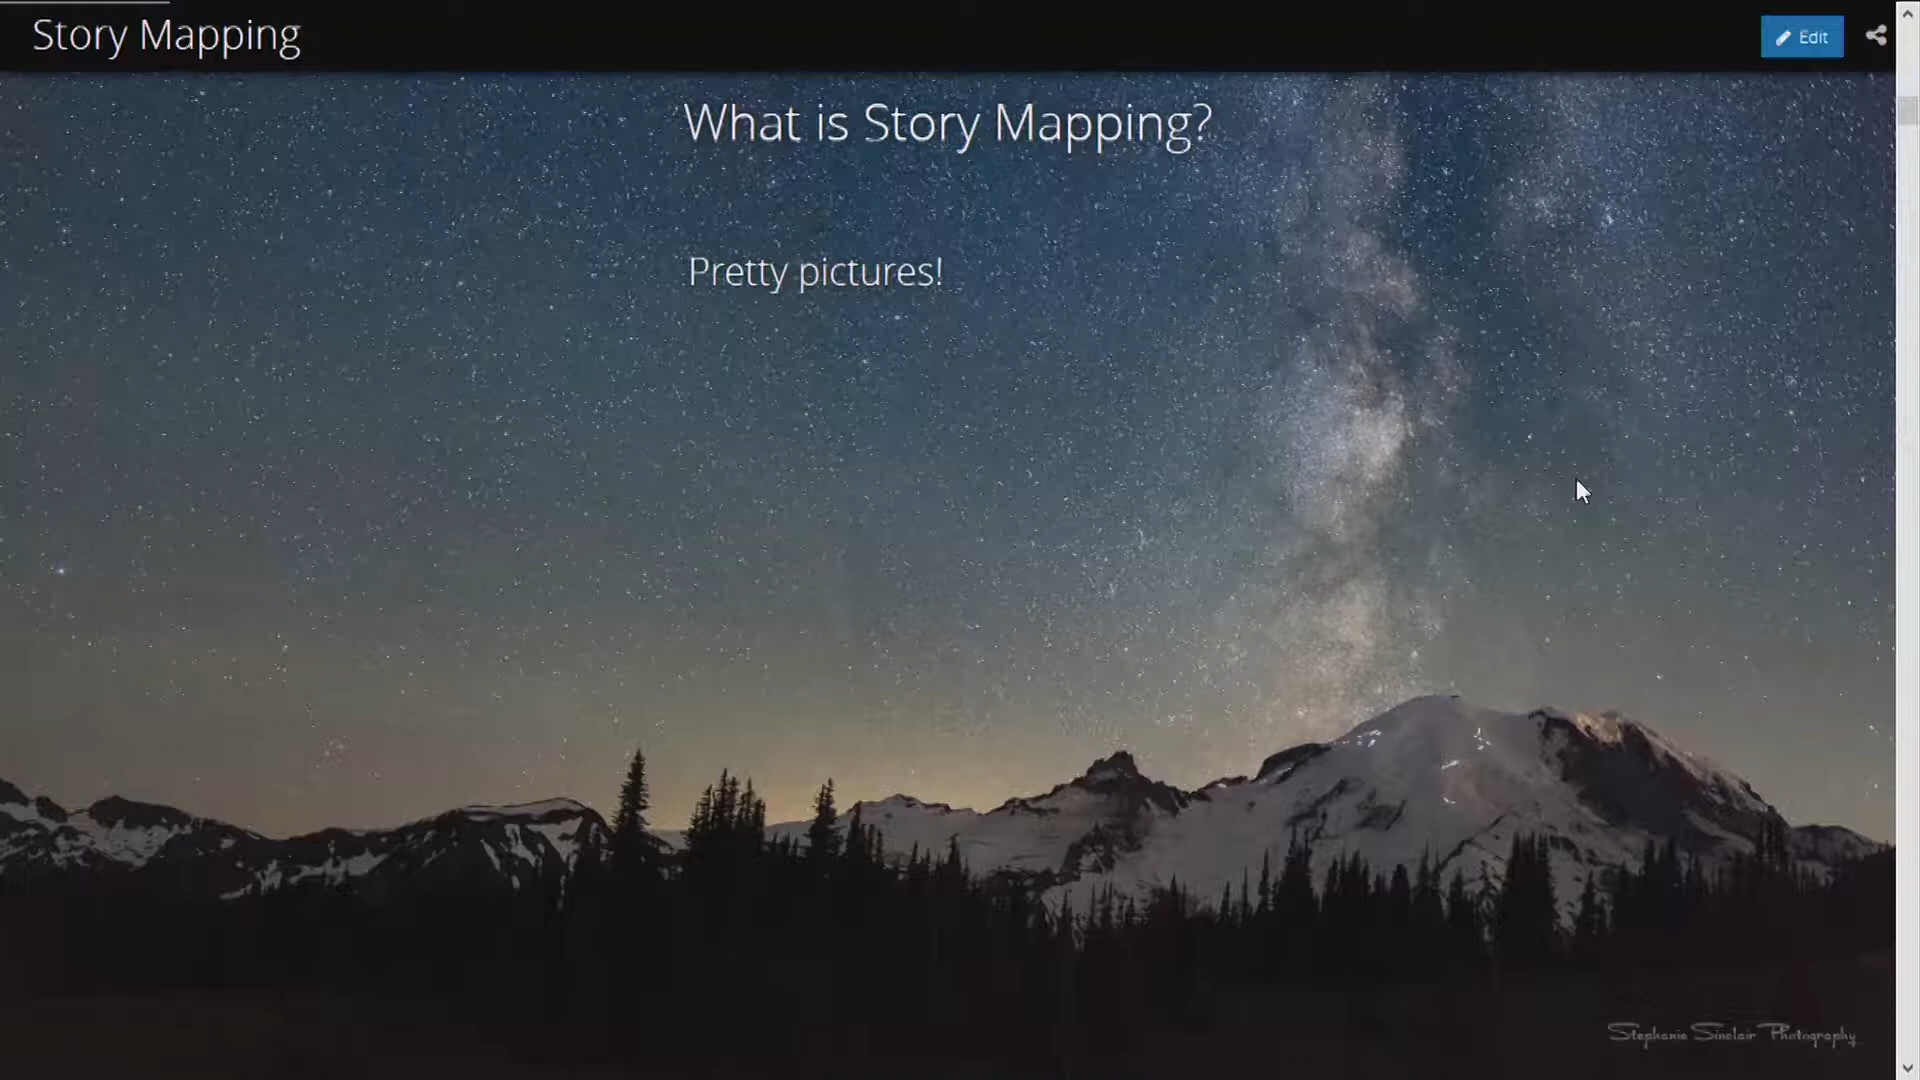 Story Mapping
Edit
What is Story Mapping?
Pretty pictures!
Stephanie Sinclair Photography